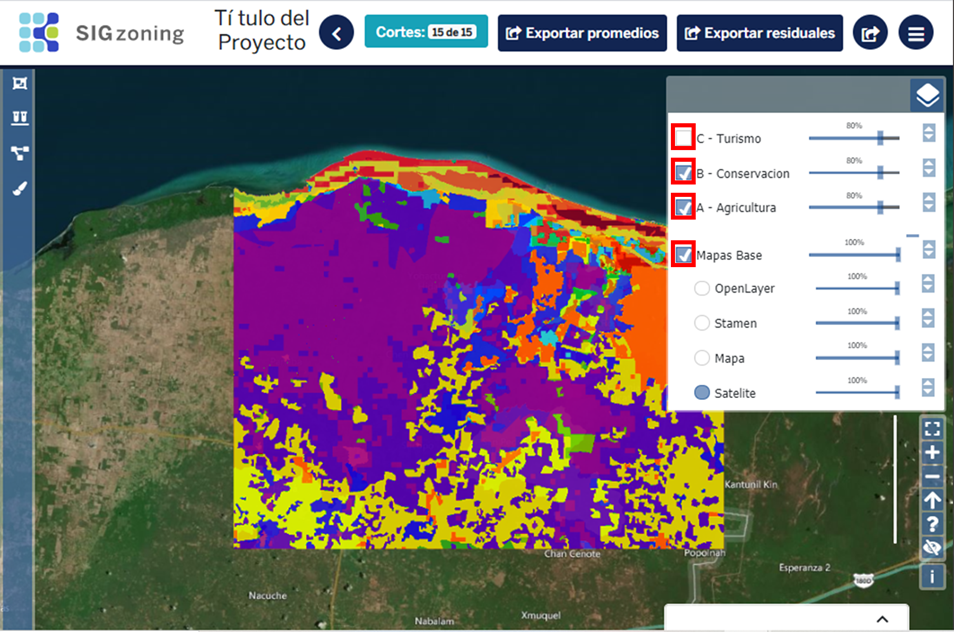 SIGzoning
Tí tulo del
Proyecto
Cortes: 15 de 15
Exportar promedios
Exportar residuales
80%
C - Turismo
80%
B - Conservacion
80%
A - Agricultura
100%
Mapas Base
100%
OpenLayer
100%
Stamen
100%
Mapa
100%
Satelite
Kantunil Kin
Chan Cenote
Popolnah
Esperanza 2
180D
Nacuche
Xmuquel
Nabalam